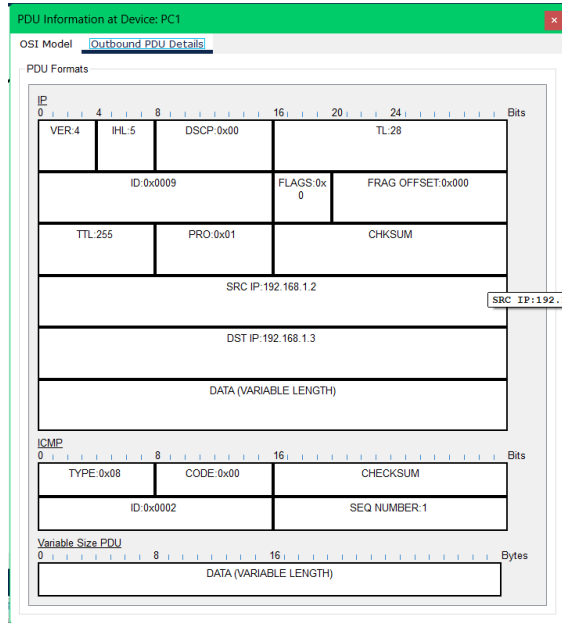 PDU Information at Device: PC1
OSI Model Outbound PDU Details
PDU Formats
IP
0 4 8 16 20 24 Bits
VER:4 IHL:5 DSCP:0x00 TL:28
ID:0x0009 FLAGS:0x0 FRAG OFFSET:0x000
TTL:255 PRO:0x01 CHKSUM
SRC IP:192.168.1.2
SRC IP:192.
DST IP:192.168.1.3
DATA (VARIABLE LENGTH)
ICMP
0 8 16 Bits
TYPE:0x08 CODE:0x00 CHECKSUM
ID:0x0002 SEQ NUMBER:1
Variable Size PDU
0 8 16 Bytes
DATA (VARIABLE LENGTH)